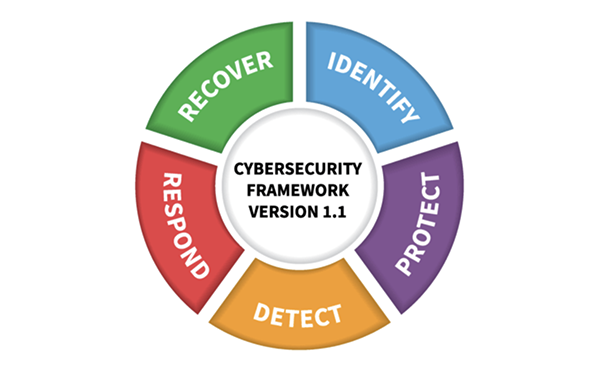 RECOVER
IDENTIFY
CYBERSECURITY
FRAMEWORK
VERSION 1.1
RESPOND
PROTECT
DETECT